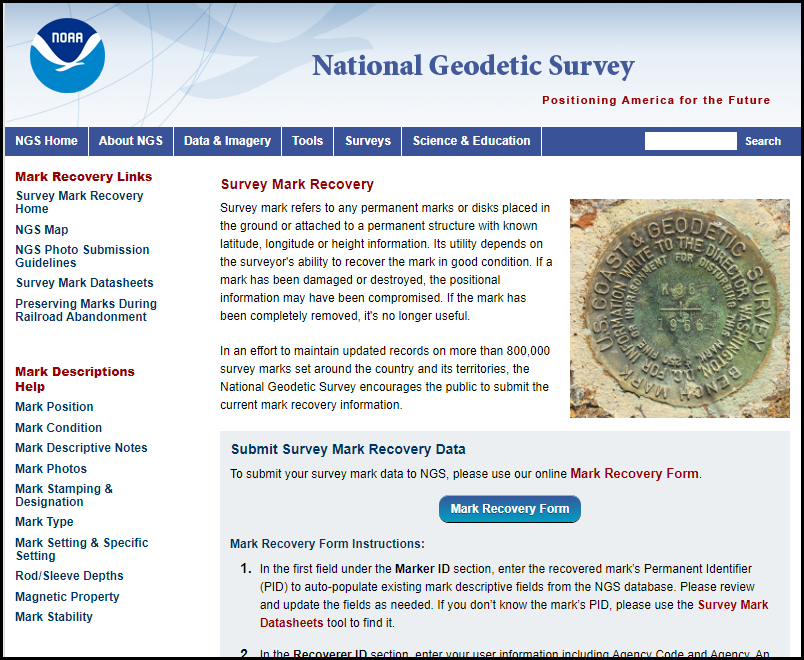 NOAA
National Geodetic Survey
Positioning America for the Future
NGS Home
About NGS
Data & Imagery
Tools
Surveys
Science & Education
Search
Mark Recovery Links
Survey Mark Recovery
Home
NGS Map
NGS Photo Submission
Guidelines
Survey Mark Datasheets
Preserving Marks During
Railroad Abandonment
Mark Descriptions
Help
Mark Position
Mark Condition
Mark Descriptive Notes
Mark Photos
Mark Stamping &
Designation
Mark Type
Mark Setting & Specific
Setting
Rod/Sleeve Depths
Magnetic Property
Mark Stability
Survey Mark Recovery
Survey mark refers to any permanent marks or disks placed in
the ground or attached to a permanent structure with known
latitude, longitude or height information. Its utility depends on
the surveyor's ability to recover the mark in good condition. If a
mark has been damaged or destroyed, the positional
information may have been compromised. If the mark has
been completely removed, it's no longer useful.
In an effort to maintain updated records on more than 800,000
survey marks set around the country and its territories, the
National Geodetic Survey encourages the public to submit the
current mark recovery information.
U S COAST & GEODETIC SURVEY
BENCH MARK
FOR INFORMATION WRITE TO THE DIRECTOR, WASHINGTON, D.C.
FINE OR IMPRISONMENT FOR DISTURBING THIS MARK
1966
Submit Survey Mark Recovery Data
To submit your survey mark data to NGS, please use our online Mark Recovery Form.
Mark Recovery Form
Mark Recovery Form Instructions:
1. In the first field under the Marker ID section, enter the recovered mark's Permanent Identifier
(PID) to auto-populate existing mark descriptive fields from the NGS database. Please review
and update the fields as needed. If you don't know the mark's PID, please use the Survey Mark
Datasheets tool to find it.
2. In the Recoverer ID section, enter your user information including Agency Code and Agency. An